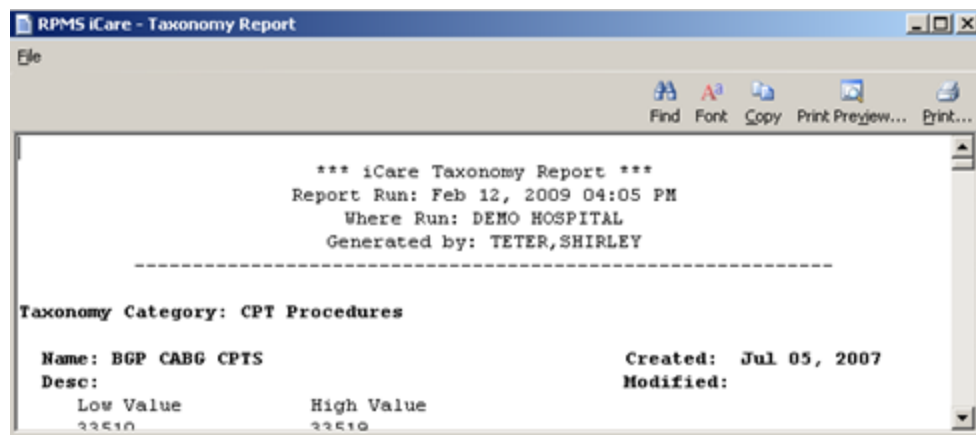 RPMS iCare - Taxonomy Report
File
Find Font Copy Print Preview... Print...
*** iCare Taxonomy Report ***
Report Run: Feb 12, 2009 04:05 PM
Where Run: DEMO HOSPITAL
Generated by: TETER,SHIRLEY
------------------------------------------------------------
Taxonomy Category: CPT Procedures
Name: BGP CABG CPTS Created: Jul 05, 2007
Desc: Modified:
Low Value High Value
33510 33519